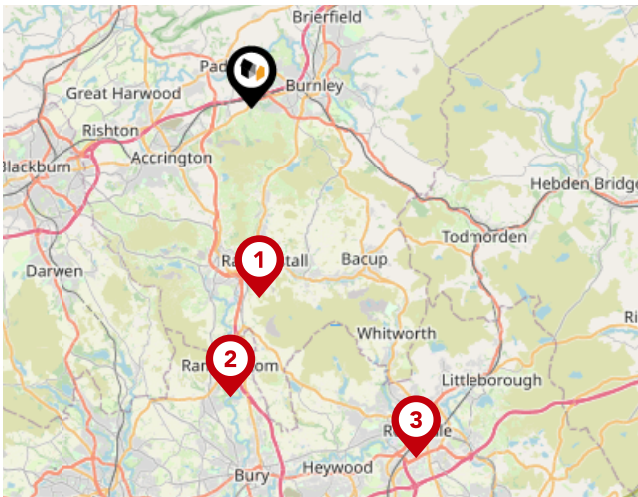 Brierfield
Pad
Burnley
Great Harwood
Rishton
Accrington
Blackburn
Hebden Bridge
Todmorden
Ra 1 tall
Bacup
Darwen
Whitworth
2
Ram om
Littleborough
3
R le
Heywood
Bury
Ri